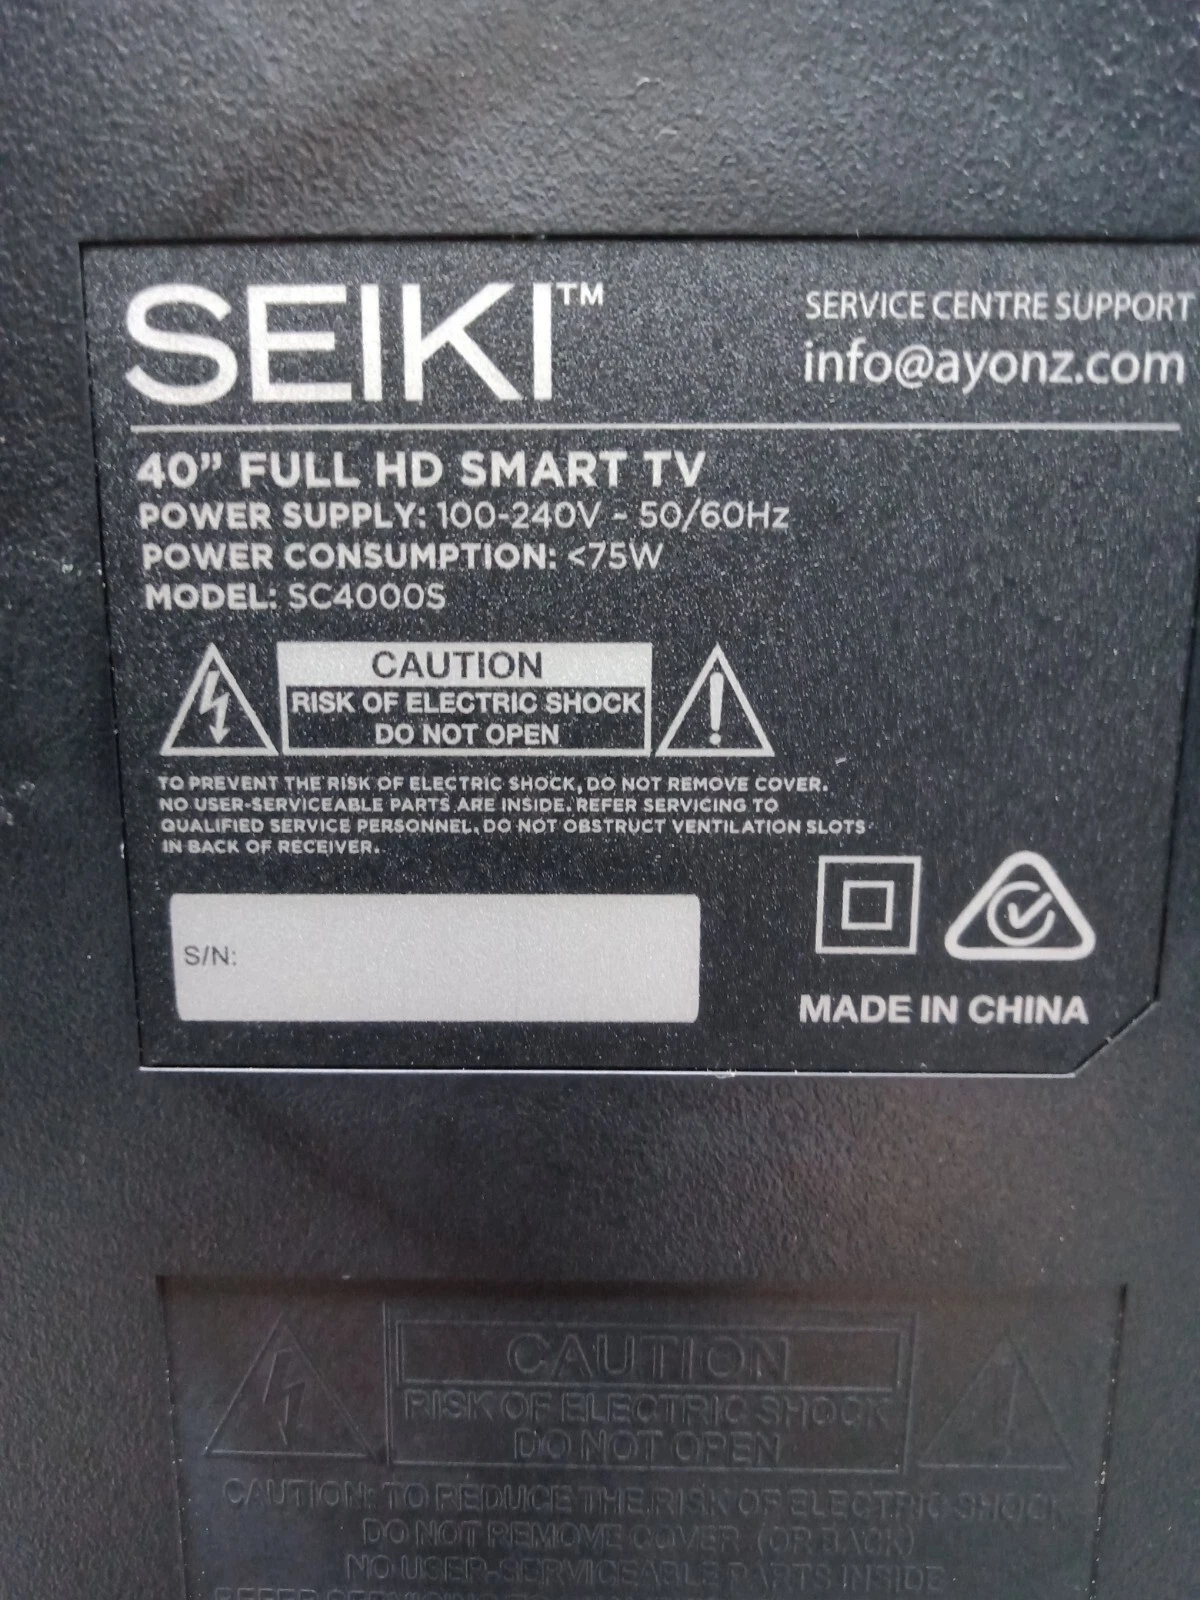 SEIKI™
SERVICE CENTRE SUPPORT
info@ayonz.com
40” FULL HD SMART TV
POWER SUPPLY: 100-240V ~ 50/60Hz
POWER CONSUMPTION: <75W
MODEL: SC4000S
CAUTION
RISK OF ELECTRIC SHOCK
DO NOT OPEN
TO PREVENT THE RISK OF ELECTRIC SHOCK, DO NOT REMOVE COVER.
NO USER-SERVICEABLE PARTS ARE INSIDE. REFER SERVICING TO
QUALIFIED SERVICE PERSONNEL. DO NOT OBSTRUCT VENTILATION SLOTS
IN BACK OF RECEIVER.
S/N:
MADE IN CHINA
CAUTION
RISK OF ELECTRIC SHOCK
DO NOT OPEN
CAUTION: TO REDUCE THE RISK OF ELECTRIC SHOCK
DO NOT REMOVE COVER (OR BACK)
NO USER-SERVICEABLE PARTS INSIDE
REFER SERVICING TO